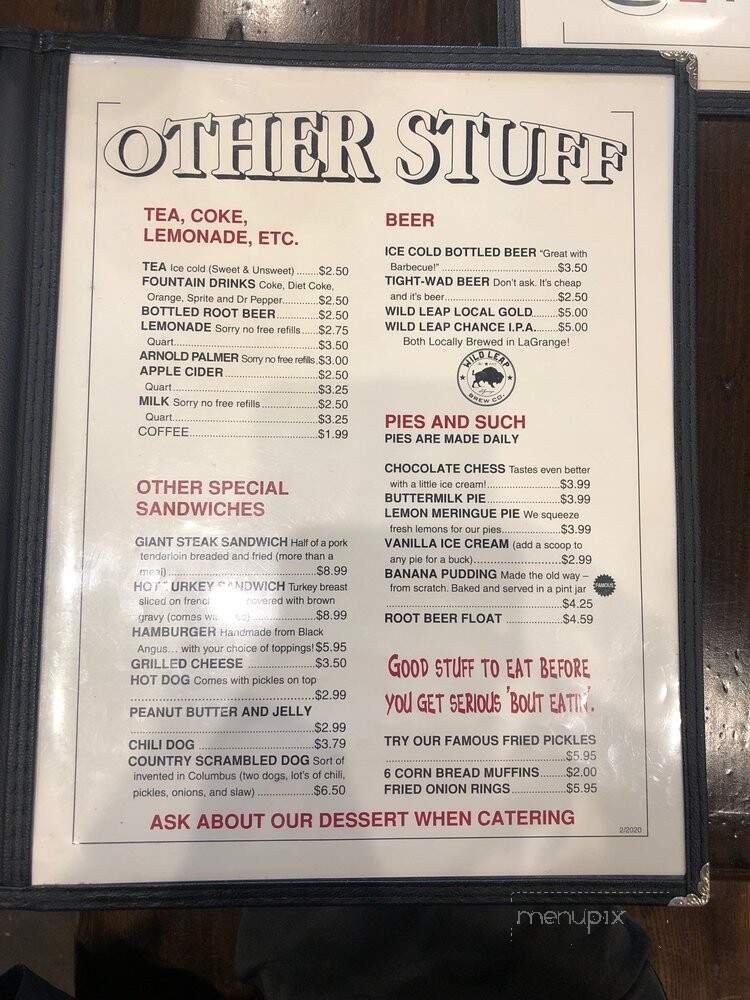 OTHER STUFF
TEA, COKE,
LEMONADE, ETC.
TEA Ice cold (Sweet & Unsweet) .......$2.50
FOUNTAIN DRINKS Coke, Diet Coke,
Orange, Sprite and Dr Pepper...........$2.50
BOTTLED ROOT BEER............$2.50
LEMONADE Sorry no free refills.....$2.75
Quart..............................................$3.50
ARNOLD PALMER Sorry no free refills.$3.00
APPLE CIDER..........................$2.50
Quart..............................................$3.25
MILK Sorry no free refills.................$2.50
Quart..............................................$3.25
COFFEE.......................................$1.99
OTHER SPECIAL
SANDWICHES
GIANT STEAK SANDWICH Half of a pork
tenderloin breaded and fried (more than a
.............................................$8.99
HOT SANDWICH Turkey breast
sliced on covered with brown
gravy (comes ...................$8.99
HAMBURGER Handmade from Black
Angus... with your choice of toppings! $5.95
GRILLED CHEESE ...................$3.50
HOT DOG Comes with pickles on top
....................................................$2.99
PEANUT BUTTER AND JELLY
....................................................$2.99
CHILI DOG .................................$3.79
COUNTRY SCRAMBLED DOG Sort of
invented in Columbus (two dogs, lot's of chili,
pickles, onions, and slaw) .................$6.50
BEER
ICE COLD BOTTLED BEER "Great with
Barbecue!" ...................................$3.50
TIGHT-WAD BEER Don't ask. It's cheap
and it's beer...................................$2.50
WILD LEAP LOCAL GOLD.......$5.00
WILD LEAP CHANCE I.P.A.......$5.00
Both Locally Brewed in LaGrange!
WILD LEAP
BREW CO.
PIES AND SUCH
PIES ARE MADE DAILY
CHOCOLATE CHESS Tastes even better
with a little ice cream!......................$3.99
BUTTERMILK PIE......................$3.99
LEMON MERINGUE PIE We squeeze
fresh lemons for our pies..................$3.99
VANILLA ICE CREAM (add a scoop to
any pie for a buck)...........................$2.99
BANANA PUDDING Made the old way –
from scratch. Baked and served in a pint jar
FAMOUS
....................................................$4.25
ROOT BEER FLOAT .................$4.59
GOOD STUFF TO EAT BEFORE
YOU GET SERIOUS 'BOUT EATIN'.
TRY OUR FAMOUS FRIED PICKLES
....................................................$5.95
6 CORN BREAD MUFFINS.......$2.00
FRIED ONION RINGS...............$5.95
ASK ABOUT OUR DESSERT WHEN CATERING
2/2020
menupix